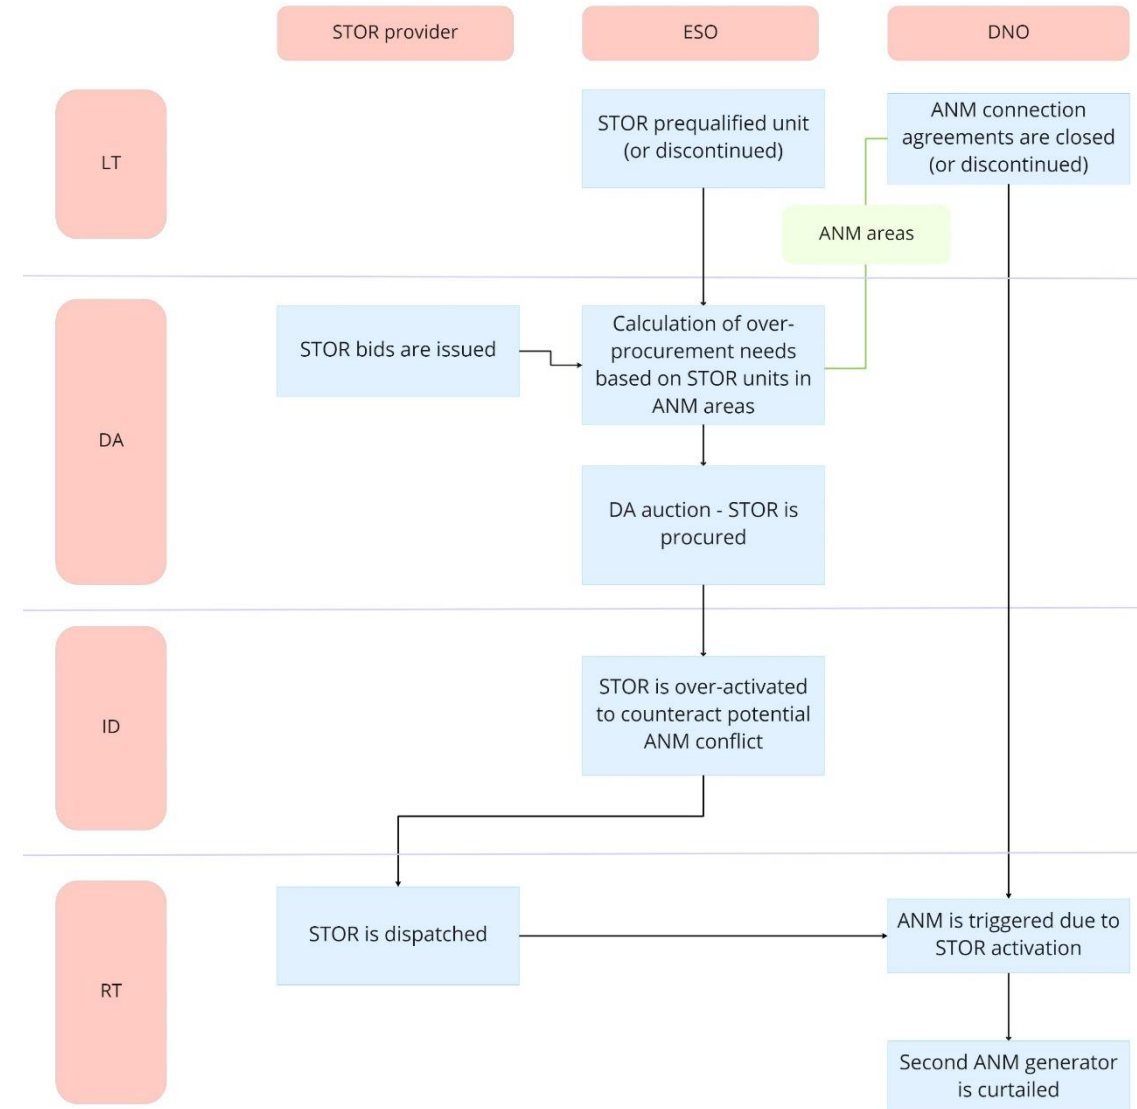 STOR provider
ESO
DNO
LT
STOR prequalified unit
(or discontinued)
ANM connection
agreements are closed
(or discontinued)
ANM areas
DA
STOR bids are issued
Calculation of over-
procurement needs
based on STOR units in
ANM areas
DA auction - STOR is
procured
ID
STOR is over-activated
to counteract potential
ANM conflict
RT
STOR is dispatched
ANM is triggered due to
STOR activation
Second ANM generator
is curtailed